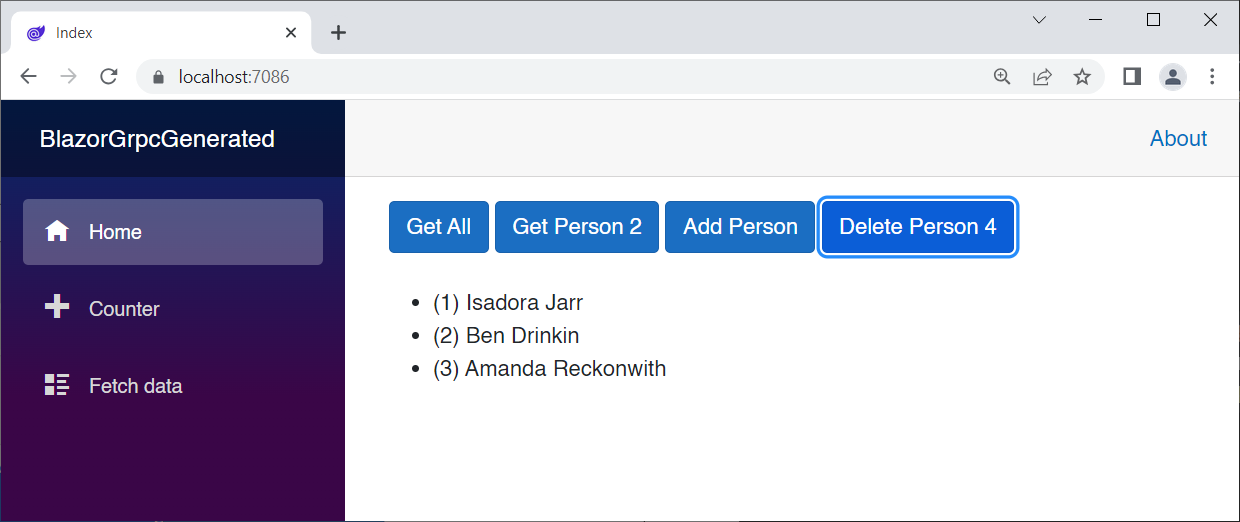 Index
localhost:7086
BlazorGrpcGenerated
About
Home
Counter
Fetch data
Get All Get Person 2 Add Person Delete Person 4
• (1) Isadora Jarr
• (2) Ben Drinkin
• (3) Amanda Reckonwith